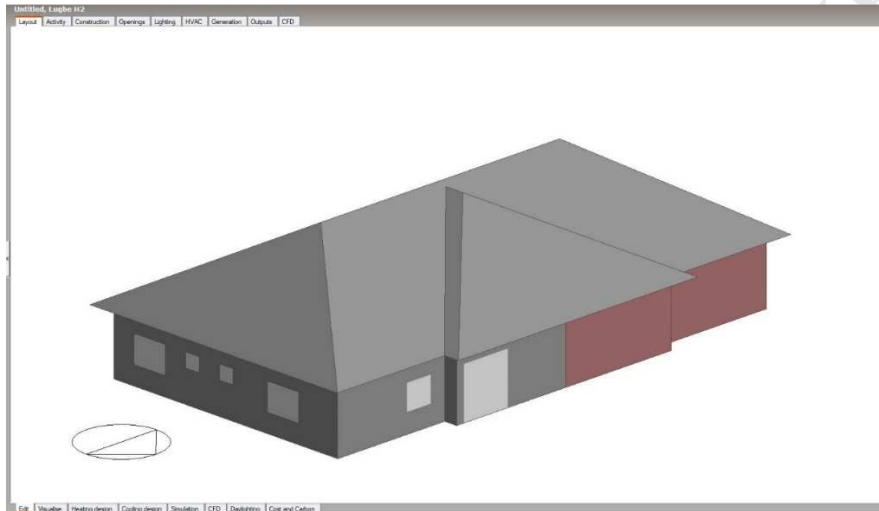 Untitled, Lugbe H2
Layout Activity Construction Openings Lighting HVAC Generation Outputs CFD
Edit Visualise Heating design Cooling design Simulation CFD Daylighting Cost and Carbon